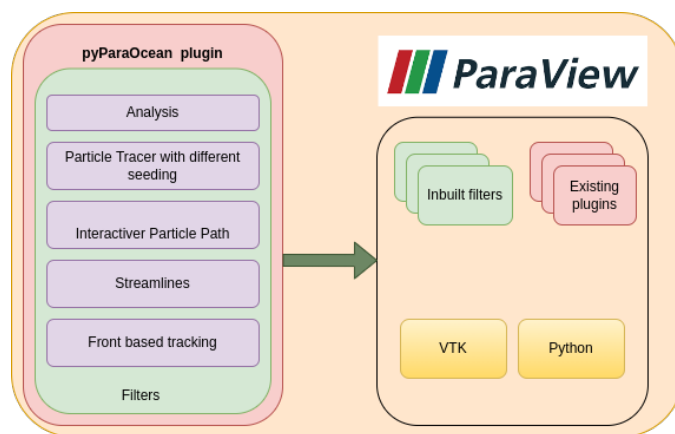 pyParaOcean plugin
Analysis
Particle Tracer with different
seeding
Interactiver Particle Path
Streamlines
Front based tracking
Filters
ParaView
Inbuilt filters
Existing
plugins
VTK
Python